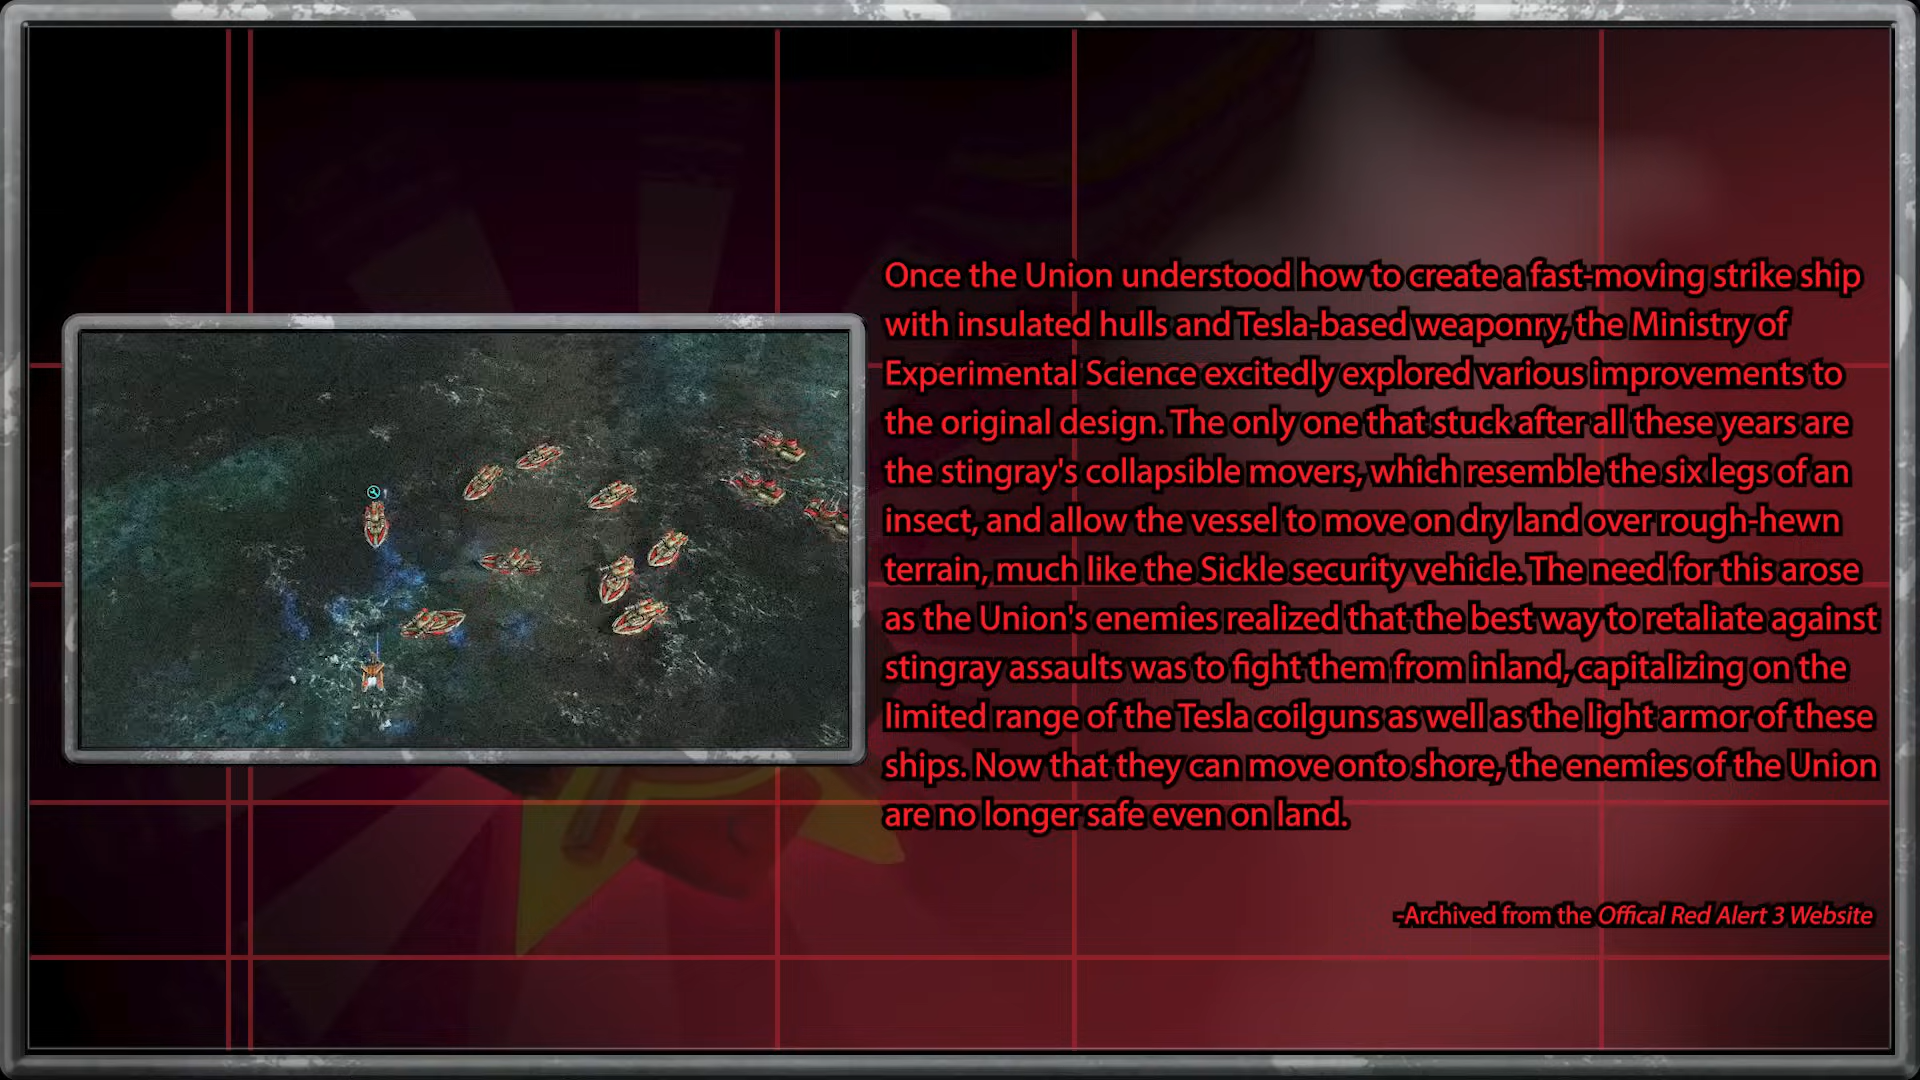 Once the Union understood how to create a fast-moving strike ship
with insulated hulls and Tesla-based weaponry, the Ministry of
Experimental Science excitedly explored various improvements to
the original design. The only one that stuck after all these years are
the stingray's collapsible movers, which resemble the six legs of an
insect, and allow the vessel to move on dry land over rough-hewn
terrain, much like the Sickle security vehicle. The need for this arose
as the Union's enemies realized that the best way to retaliate against
stingray assaults was to fight them from inland, capitalizing on the
limited range of the Tesla coilguns as well as the light armor of these
ships. Now that they can move onto shore, the enemies of the Union
are no longer safe even on land.
-Archived from the Offical Red Alert 3 Website